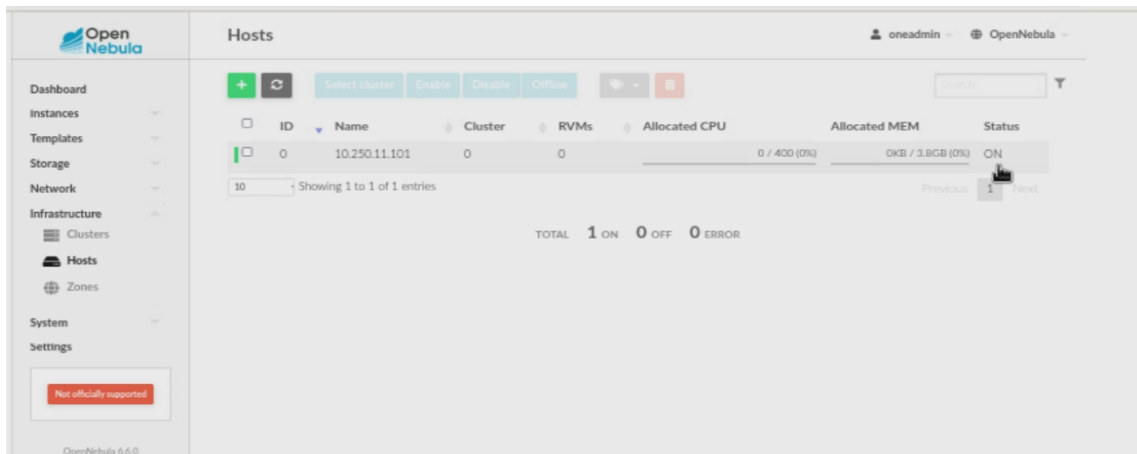 Open
Nebula
Hosts
oneadmin
OpenNebula
Dashboard
Instances
Templates
Storage
Network
Infrastructure
Clusters
Hosts
Zones
System
Settings
Not officially supported
OpenNebula 6.6.0
Select cluster Enable Disable Offline
Search
ID Name Cluster RVMs Allocated CPU Allocated MEM Status
0 10.250.11.101 0 0 0 / 400 (0%) 0KB / 3.8GB (0%) ON
10 Showing 1 to 1 of 1 entries
Previous 1 Next
TOTAL 1 ON 0 OFF 0 ERROR